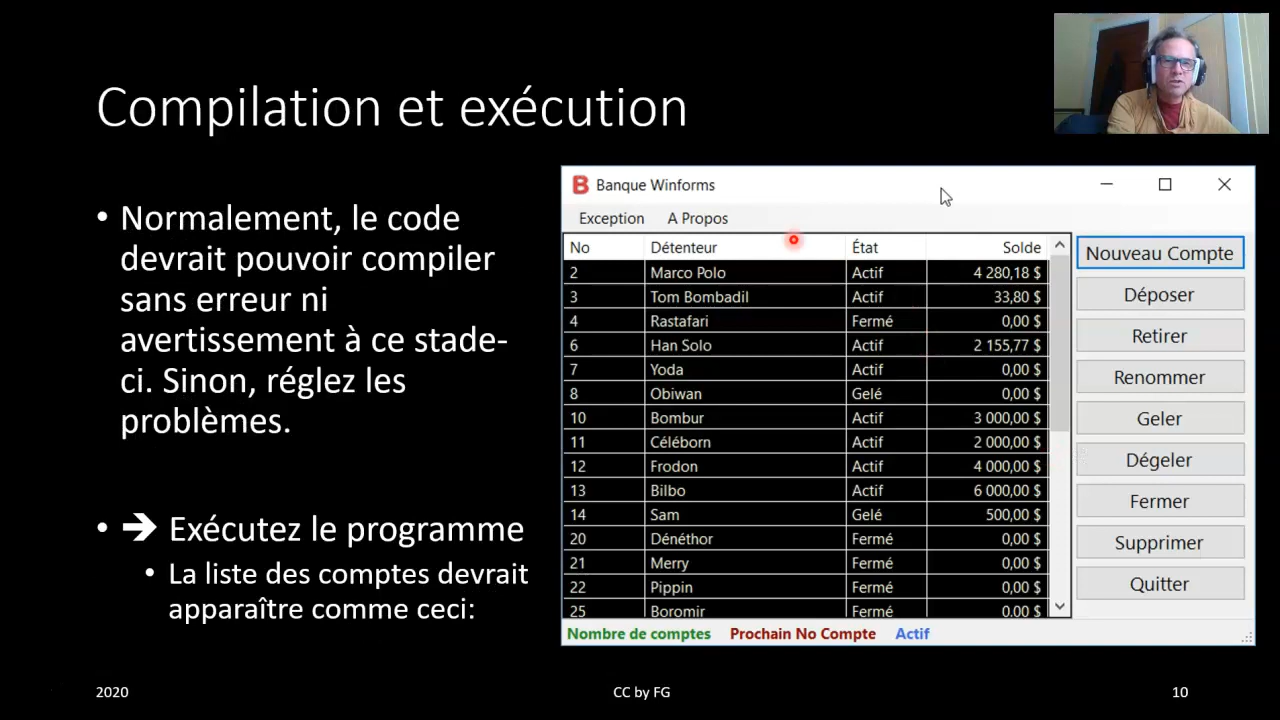 Compilation et exécution
• Normalement, le code
devrait pouvoir compiler
sans erreur ni
avertissement à ce stade-
ci. Sinon, réglez les
problèmes.
• ➔ Exécutez le programme
• La liste des comptes devrait
apparaître comme ceci:
B Banque Winforms
Exception A Propos
No Détenteur État Solde
2 Marco Polo Actif 4 280,18 $
3 Tom Bombadil Actif 33,80 $
4 Rastafari Fermé 0,00 $
6 Han Solo Actif 2 155,77 $
7 Yoda Actif 0,00 $
8 Obiwan Gelé 0,00 $
10 Bombur Actif 3 000,00 $
11 Céléborn Actif 2 000,00 $
12 Frodon Actif 4 000,00 $
13 Bilbo Actif 6 000,00 $
14 Sam Gelé 500,00 $
20 Dénéthor Fermé 0,00 $
21 Merry Fermé 0,00 $
22 Pippin Fermé 0,00 $
25 Boromir Fermé 0,00 $
Nouveau Compte
Déposer
Retirer
Renommer
Geler
Dégeler
Fermer
Supprimer
Quitter
Nombre de comptes Prochain No Compte Actif
2020 CC by FG 10